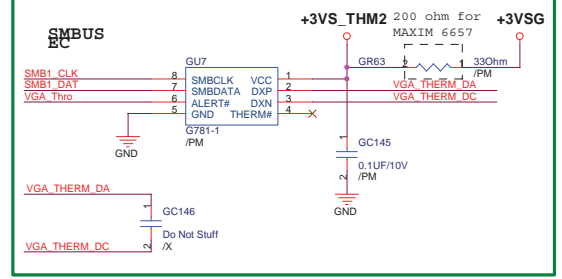 +3VS_THM2 200 ohm for +3VSG
SMBUS MAXIM 6657
EC
GU7 GR63 2 1 33Ohm
/PM
SMB1_CLK 8 SMBCLK VCC 1
SMB1_DAT 7 SMBDATA DXP 2 VGA_THERM_DA
VGA_Thro 6 ALERT# DXN 3 VGA_THERM_DC
5 GND THERM# 4
G781-1
/PM
GND
1 GC145
0.1UF/10V
2 /PM
GND
VGA_THERM_DA
1 GC146
Do Not Stuff
VGA_THERM_DC 2 /X